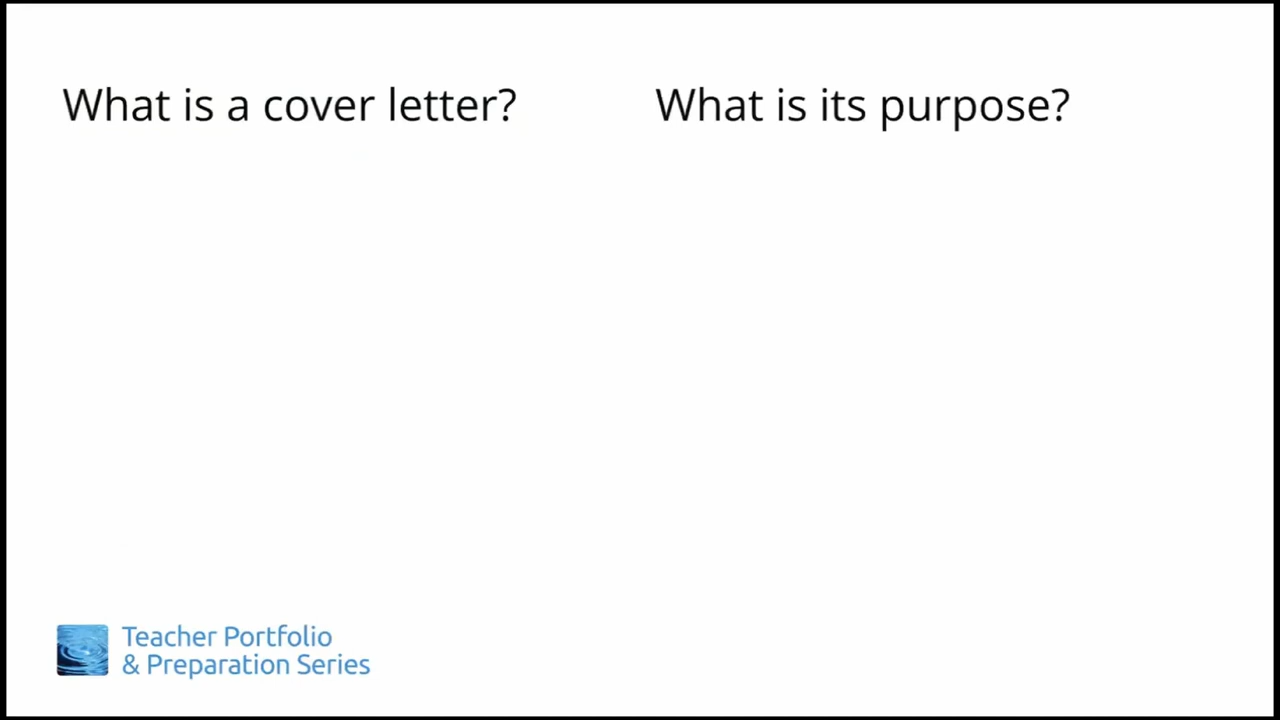 What is a cover letter?
What is its purpose?
Teacher Portfolio
& Preparation Series